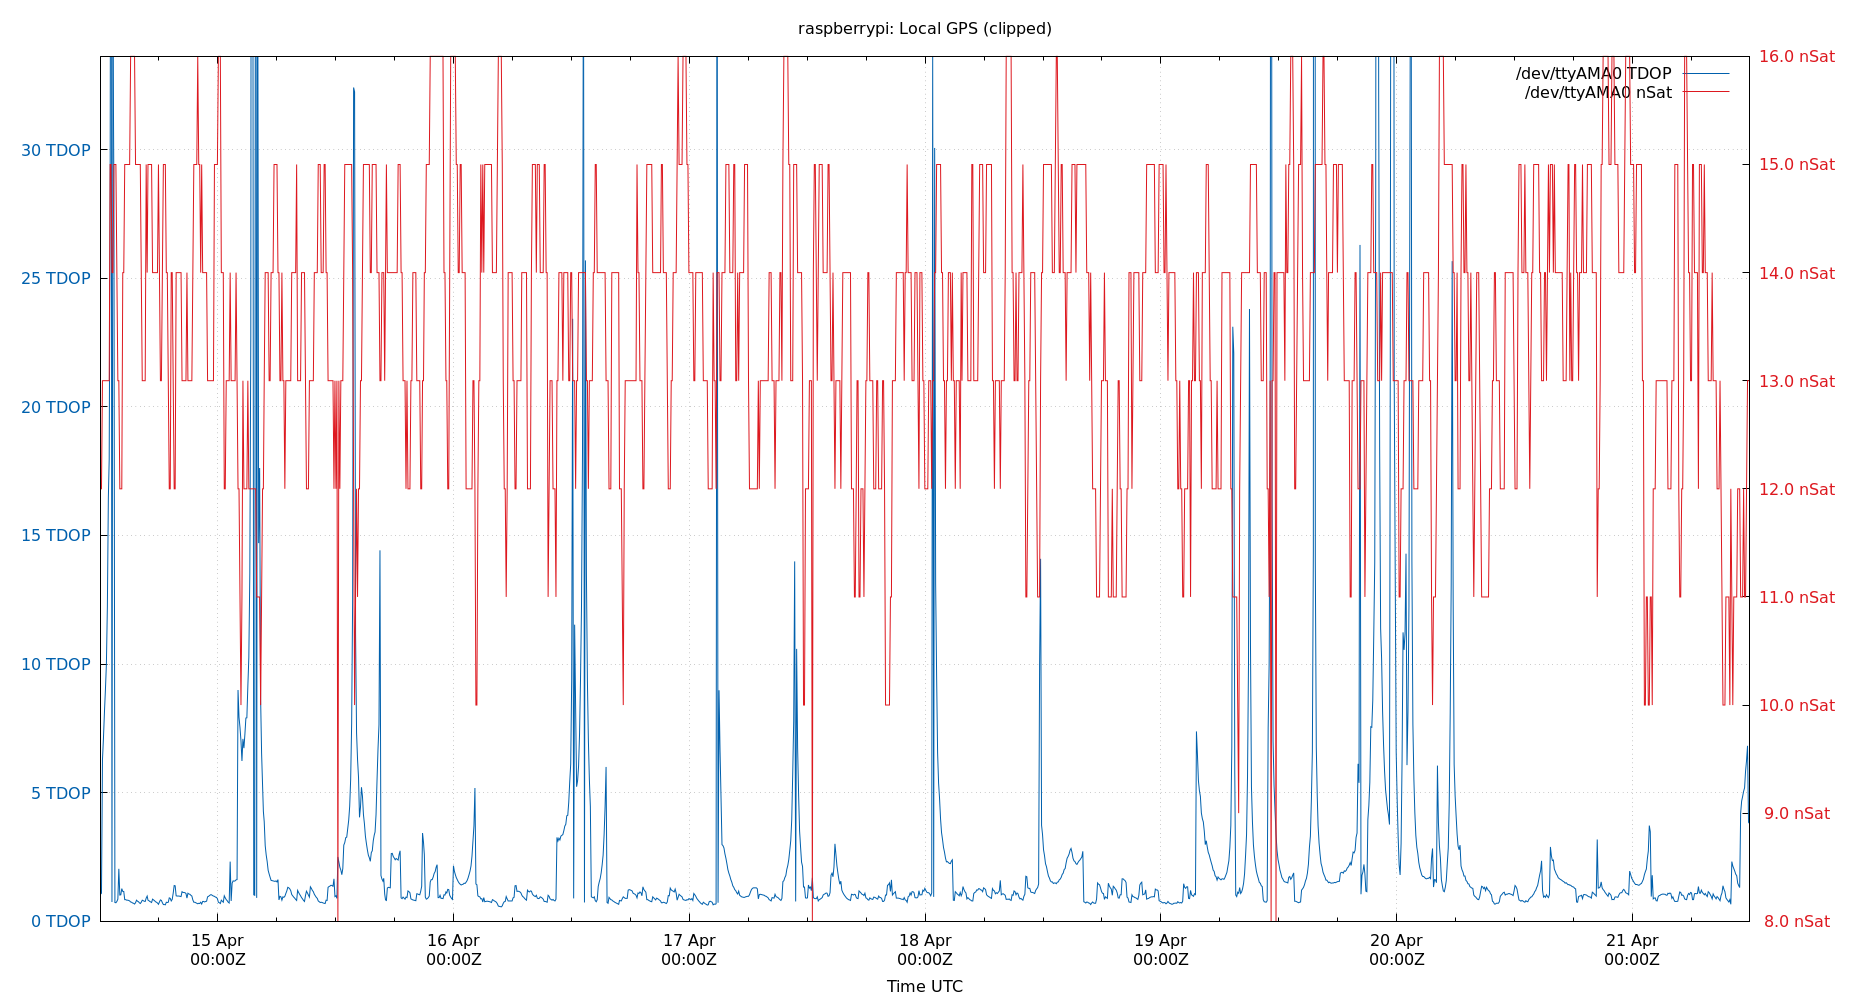 raspberrypi: Local GPS (clipped)
/dev/ttyAMA0 TDOP
/dev/ttyAMA0 nSat
30 TDOP
25 TDOP
20 TDOP
15 TDOP
10 TDOP
5 TDOP
0 TDOP
16.0 nSat
15.0 nSat
14.0 nSat
13.0 nSat
12.0 nSat
11.0 nSat
10.0 nSat
9.0 nSat
8.0 nSat
15 Apr 16 Apr 17 Apr 18 Apr 19 Apr 20 Apr 21 Apr
00:00Z 00:00Z 00:00Z 00:00Z 00:00Z 00:00Z 00:00Z
Time UTC